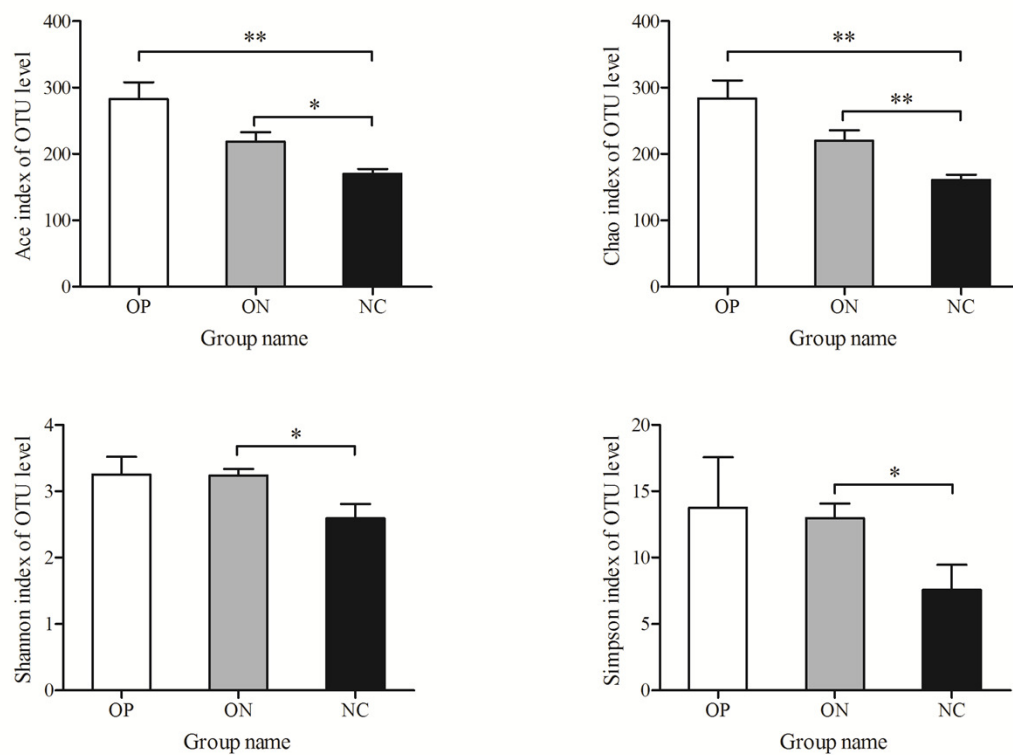 Ace index of OTU level
400
300
200
100
0
**
*
OP ON NC
Group name
Chao index of OTU level
400
300
200
100
0
**
**
OP ON NC
Group name
Shannon index of OTU level
4
3
2
1
0
*
OP ON NC
Group name
Simpson index of OTU level
20
15
10
5
0
*
OP ON NC
Group name